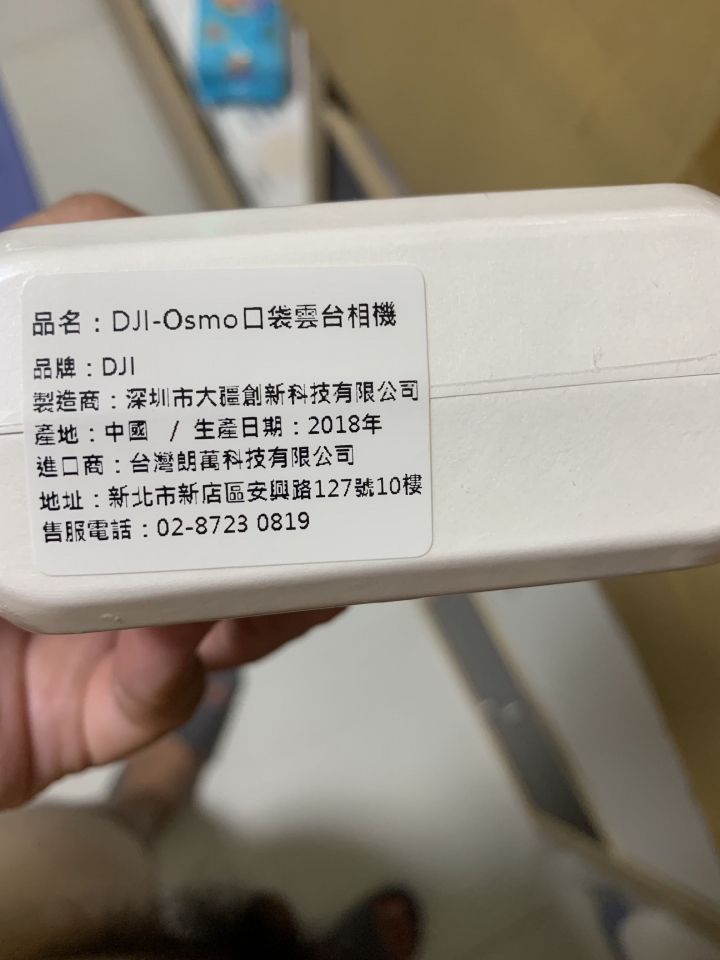 品名：DJI-Osmo口袋雲台相機
品牌：DJI
製造商：深圳市大疆創新科技有限公司
產地：中國 / 生產日期：2018年
進口商：台灣朗萬科技有限公司
地址：新北市新店區安興路127號10樓
售服電話：02-8723 0819